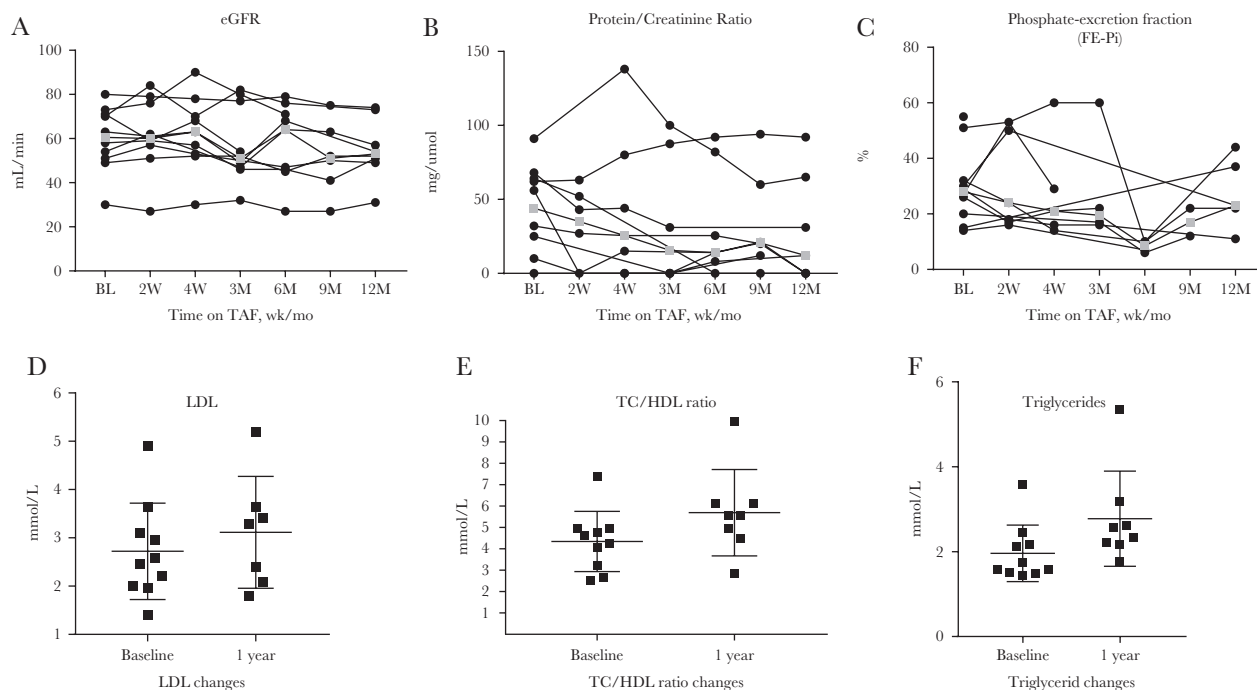 A
eGFR
100
80
60
40
20
0
mL/min
BL 2W 4W 3M 6M 9M 12M
Time on TAF, wk/mo
B
Protein/Creatinine Ratio
150
100
50
0
mg/umol
BL 2W 4W 3M 6M 9M 12M
Time on TAF, wk/mo
C
Phosphate-excretion fraction
(FE-Pi)
80
60
40
20
0
%
BL 2W 4W 3M 6M 9M 12M
Time on TAF, wk/mo
D
LDL
6
5
4
3
2
1
mmol/L
Baseline 1 year
LDL changes
E
TC/HDL ratio
10
9
8
7
6
5
4
3
2
1
mmol/L
Baseline 1 year
TC/HDL ratio changes
F
Triglycerides
6
4
2
0
mmol/L
Baseline 1 year
Triglycerid changes